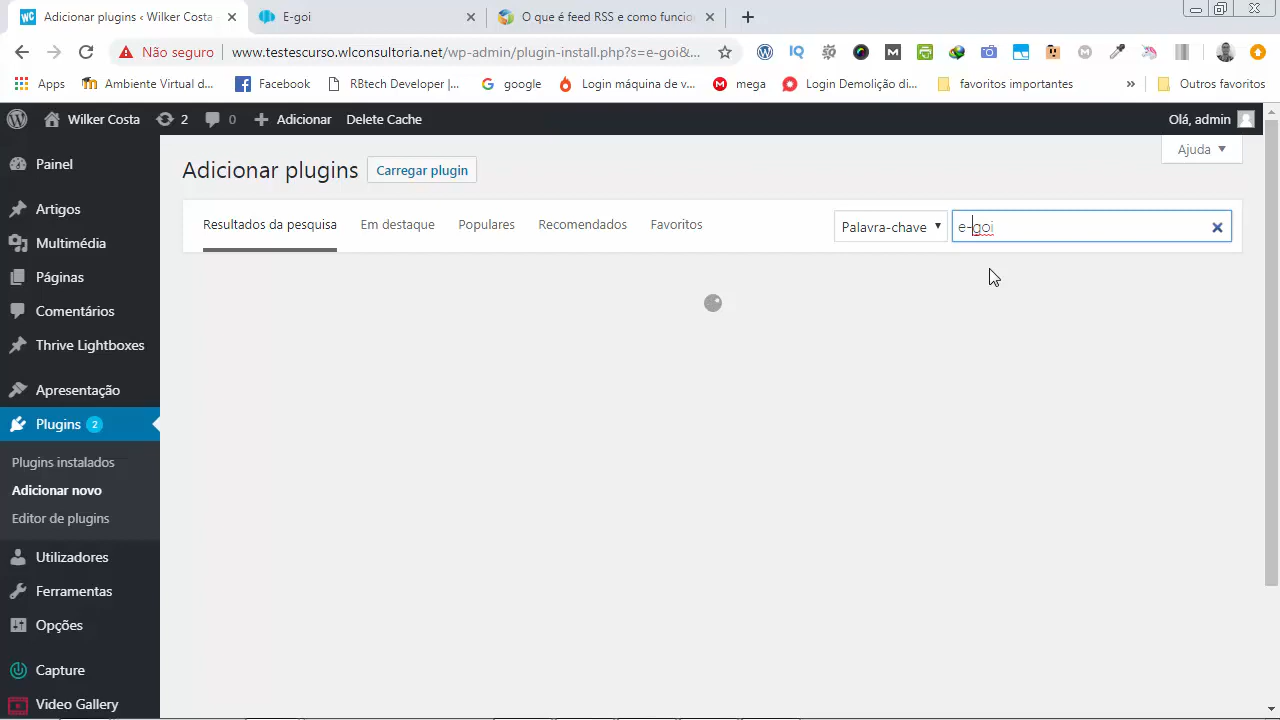 Adicionar plugins ‹ Wilker Costa
E-goi
O que é feed RSS e como funcio
Não seguro
www.testescurso.wlconsultoria.net/wp-admin/plugin-install.php?s=e-goi&...
Apps
Ambiente Virtual d...
Facebook
RBtech Developer |...
google
Login máquina de v...
mega
Login Demolição di...
favoritos importantes
»
Outros favoritos
Wilker Costa
2
0
Adicionar
Delete Cache
Olá, admin
Painel
Artigos
Multimédia
Páginas
Comentários
Thrive Lightboxes
Apresentação
Plugins 2
Plugins instalados
Adicionar novo
Editor de plugins
Utilizadores
Ferramentas
Opções
Capture
Video Gallery
Ajuda
Adicionar plugins
Carregar plugin
Resultados da pesquisa
Em destaque
Populares
Recomendados
Favoritos
Palavra-chave
e-goi